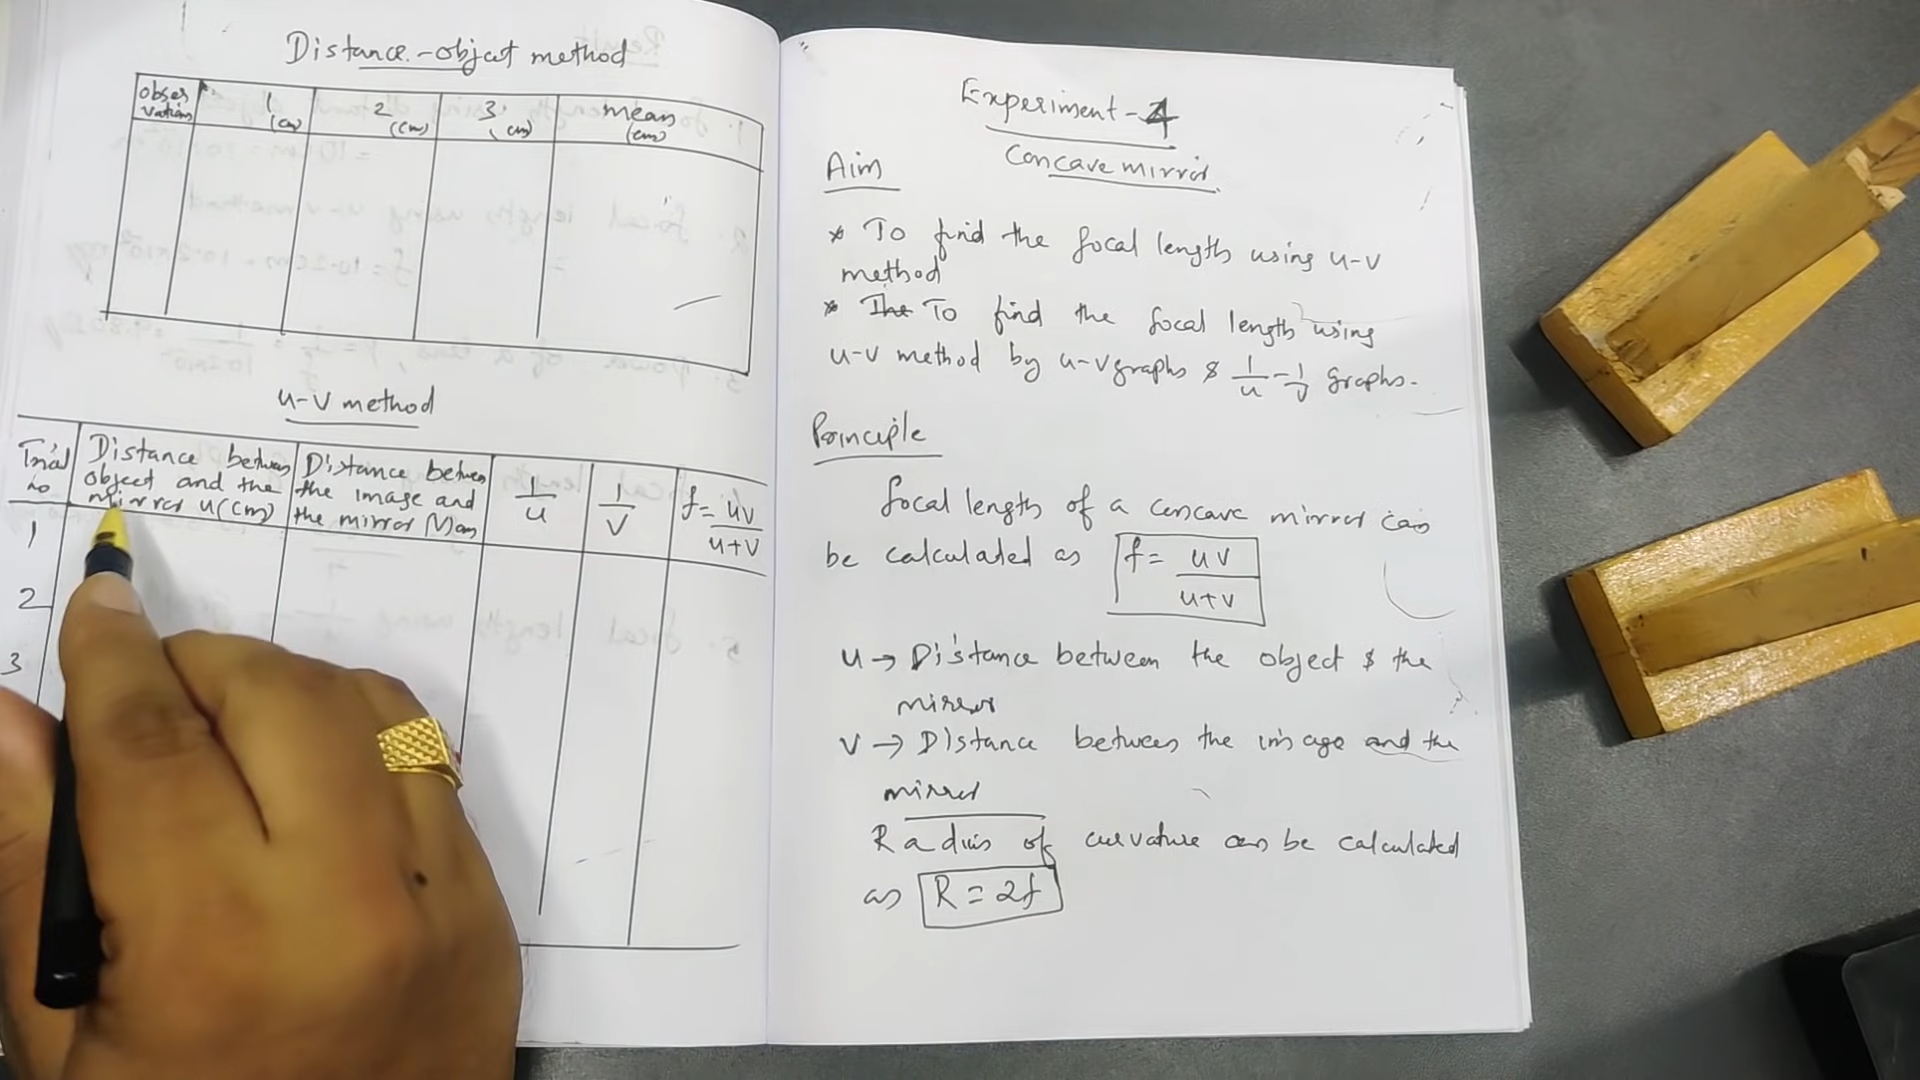 Distance-object method
obser
vation
1
(cm)
2
(cm)
3
(cm)
mean
(cm)
u-v method
Trial
no
Distance between
object and the
mirror u(cm)
Distance between
the image and
the mirror (V) cm
1/u
1/v
f= uv/u+v
1
2
3
Experiment-4
Concave mirror
Aim
* To find the focal length using u-v
method
* The To find the focal length using
u-v method by u-v graphs & 1/u-1/v graphs.
Principle
focal length of a concave mirror can
be calculated as f= uv/u+v
u → Distance between the object & the
mirror
v → Distance between the image and the
mirror
Radius of curvature can be calculated
as R = 2f